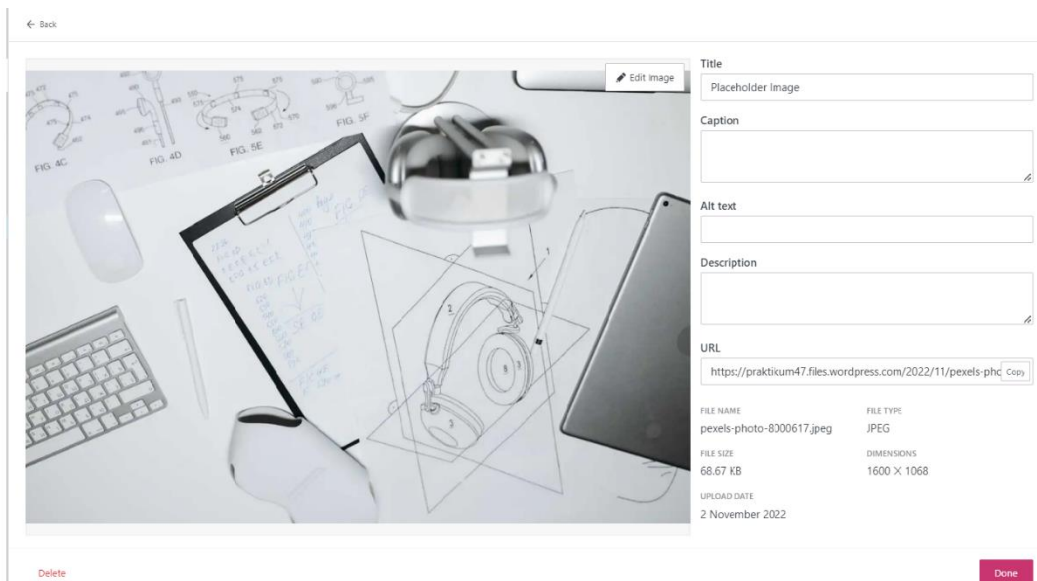 ← Back
Edit Image
FIG. 4C
FIG. 4D
FIG. 5E
FIG. 5F
Title
Placeholder Image
Caption
Alt text
Description
URL
https://praktikum47.files.wordpress.com/2022/11/pexels-pho
Copy
FILE NAME
FILE TYPE
pexels-photo-8000617.jpeg
JPEG
FILE SIZE
DIMENSIONS
68.67 KB
1600 × 1068
UPLOAD DATE
2 November 2022
Delete
Done